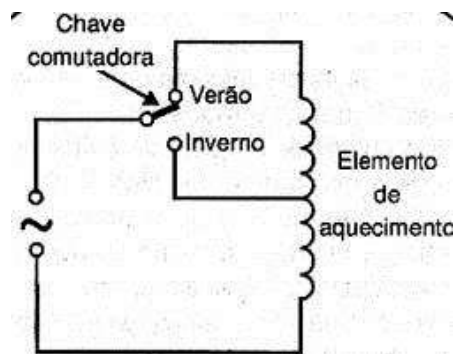 Chave
comutadora
Verão
Inverno
Elemento
de
aquecimento
~